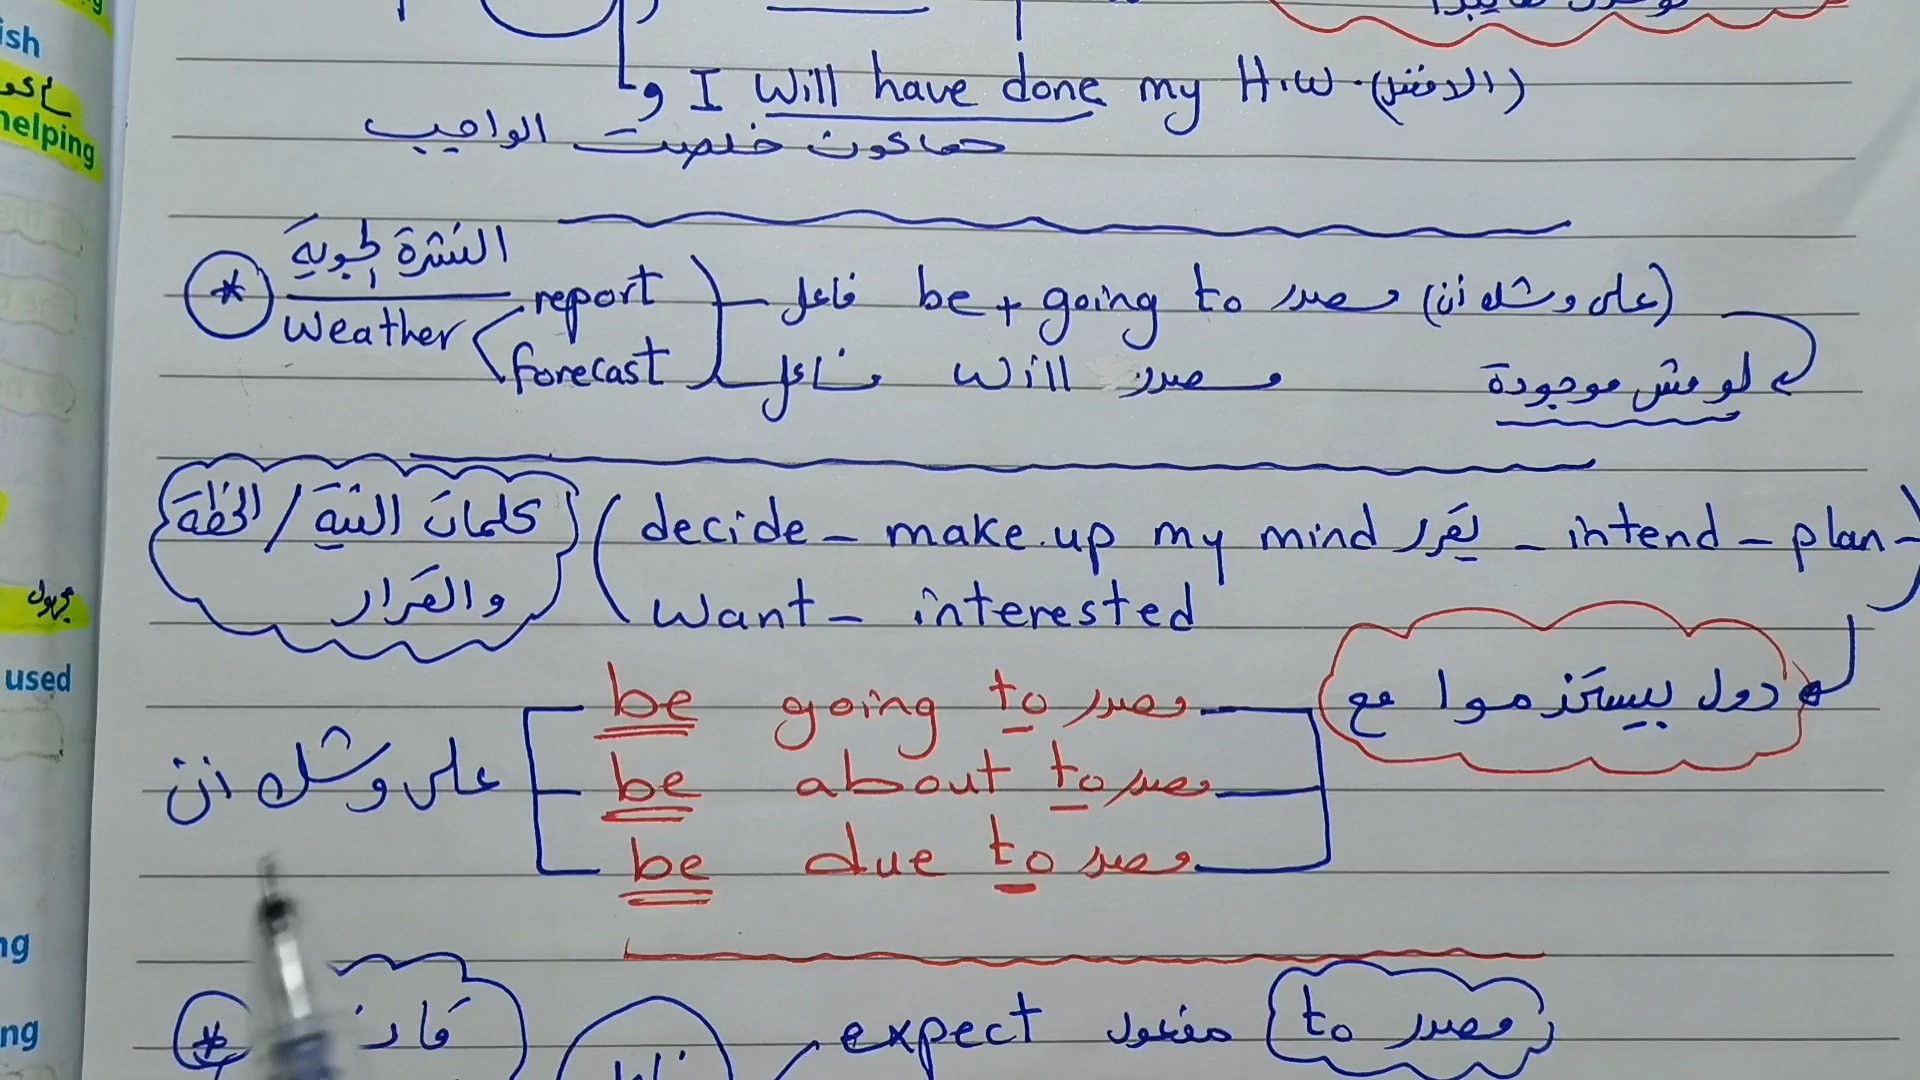 ish
helping
I will have done my H.W. (الافضل)
حماكون خلصت الواجب
النشرة الجوية
Weather report
forecast
فاعل be + going to مصدر (على وشك أن)
فاعل will مصدر
لو مش موجودة
كلمات النية / الخطة
والقرار
(decide – make up my mind يقرر – intend – plan –
want – interested)
دول بيستخدموا مع
used
على وشك أن
be going to مصدر
be about to مصدر
be due to مصدر
ng
expect مفعول to مصدر
ng